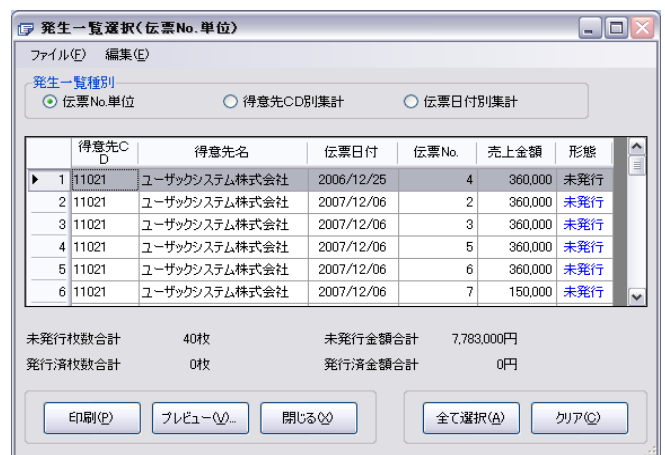 発生一覧選択(伝票No.単位)
ファイル(F) 編集(E)
発生一覧種別
伝票No.単位 得意先CD別集計 伝票日付別集計
得意先CD 得意先名 伝票日付 伝票No. 売上金額 形態
1 11021 ユーザックシステム株式会社 2006/12/25 4 360,000 未発行
2 11021 ユーザックシステム株式会社 2007/12/06 2 360,000 未発行
3 11021 ユーザックシステム株式会社 2007/12/06 3 360,000 未発行
4 11021 ユーザックシステム株式会社 2007/12/06 5 360,000 未発行
5 11021 ユーザックシステム株式会社 2007/12/06 6 360,000 未発行
6 11021 ユーザックシステム株式会社 2007/12/06 7 150,000 未発行
未発行枚数合計 40枚 未発行金額合計 7,783,000円
発行済枚数合計 0枚 発行済金額合計 0円
印刷(P) プレビュー(V)... 閉じる(X) 全て選択(A) クリア(C)